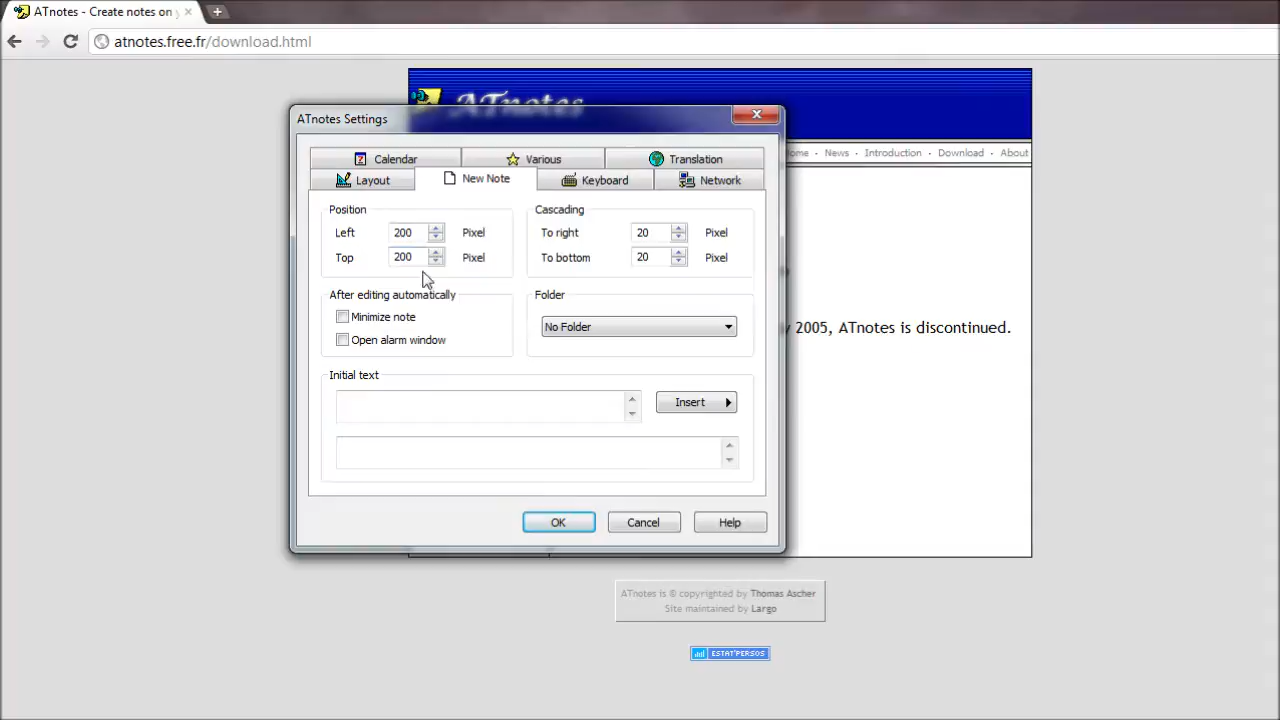 ATnotes - Create notes on
atnotes.free.fr/download.html
ATnotes
ATnotes Settings
Calendar
Various
Translation
Layout
New Note
Keyboard
Network
Home · News · Introduction · Download · About
Position
Left 200 Pixel
Top 200 Pixel
Cascading
To right 20 Pixel
To bottom 20 Pixel
After editing automatically
Minimize note
Open alarm window
Folder
No Folder
2005, ATnotes is discontinued.
Initial text
Insert
OK
Cancel
Help
ATnotes is © copyrighted by Thomas Ascher
Site maintained by Largo
ESTAT'PERSOS